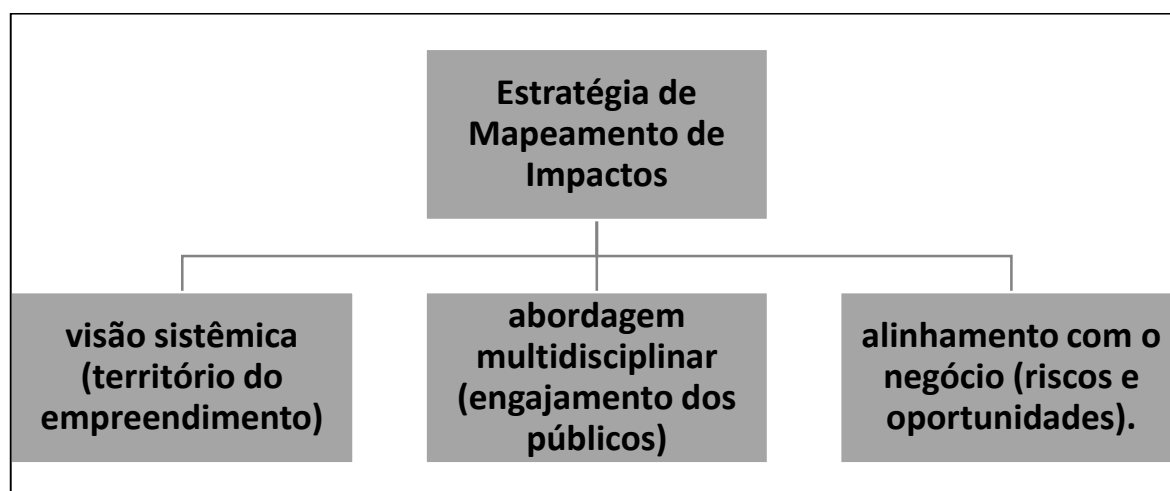 Estratégia de
Mapeamento de
Impactos
visão sistêmica
(território do
empreendimento)
abordagem
multidisciplinar
(engajamento dos
públicos)
alinhamento com o
negócio (riscos e
oportunidades).